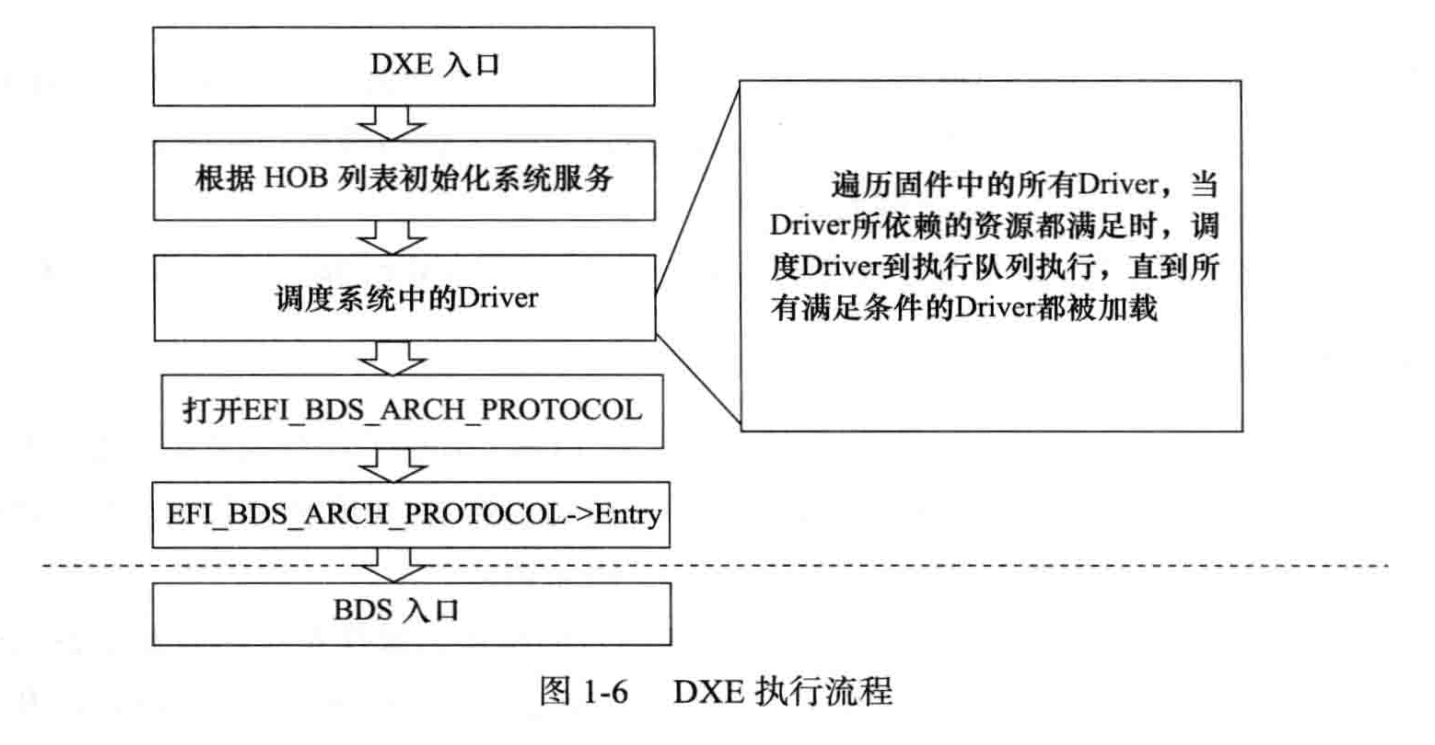 DXE 入口
根据 HOB 列表初始化系统服务
调度系统中的Driver
遍历固件中的所有Driver，当
Driver所依赖的资源都满足时，调
度Driver到执行队列执行，直到所
有满足条件的Driver都被加载
打开EFI_BDS_ARCH_PROTOCOL
EFI_BDS_ARCH_PROTOCOL->Entry
BDS 入口
图 1-6 DXE 执行流程